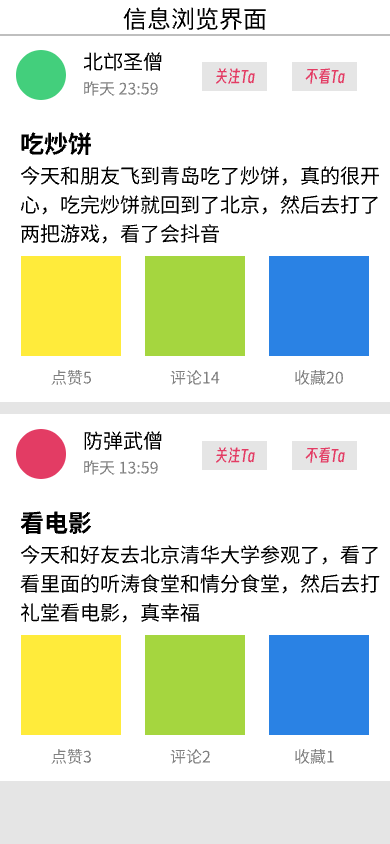 信息浏览界面
北邙圣僧
昨天 23:59
关注Ta
不看Ta
吃炒饼
今天和朋友飞到青岛吃了炒饼，真的很开
心，吃完炒饼就回到了北京，然后去打了
两把游戏，看了会抖音
点赞5
评论14
收藏20
防弹武僧
昨天 13:59
关注Ta
不看Ta
看电影
今天和好友去北京清华大学参观了，看了
看里面的听涛食堂和情分食堂，然后去打
礼堂看电影，真幸福
点赞3
评论2
收藏1